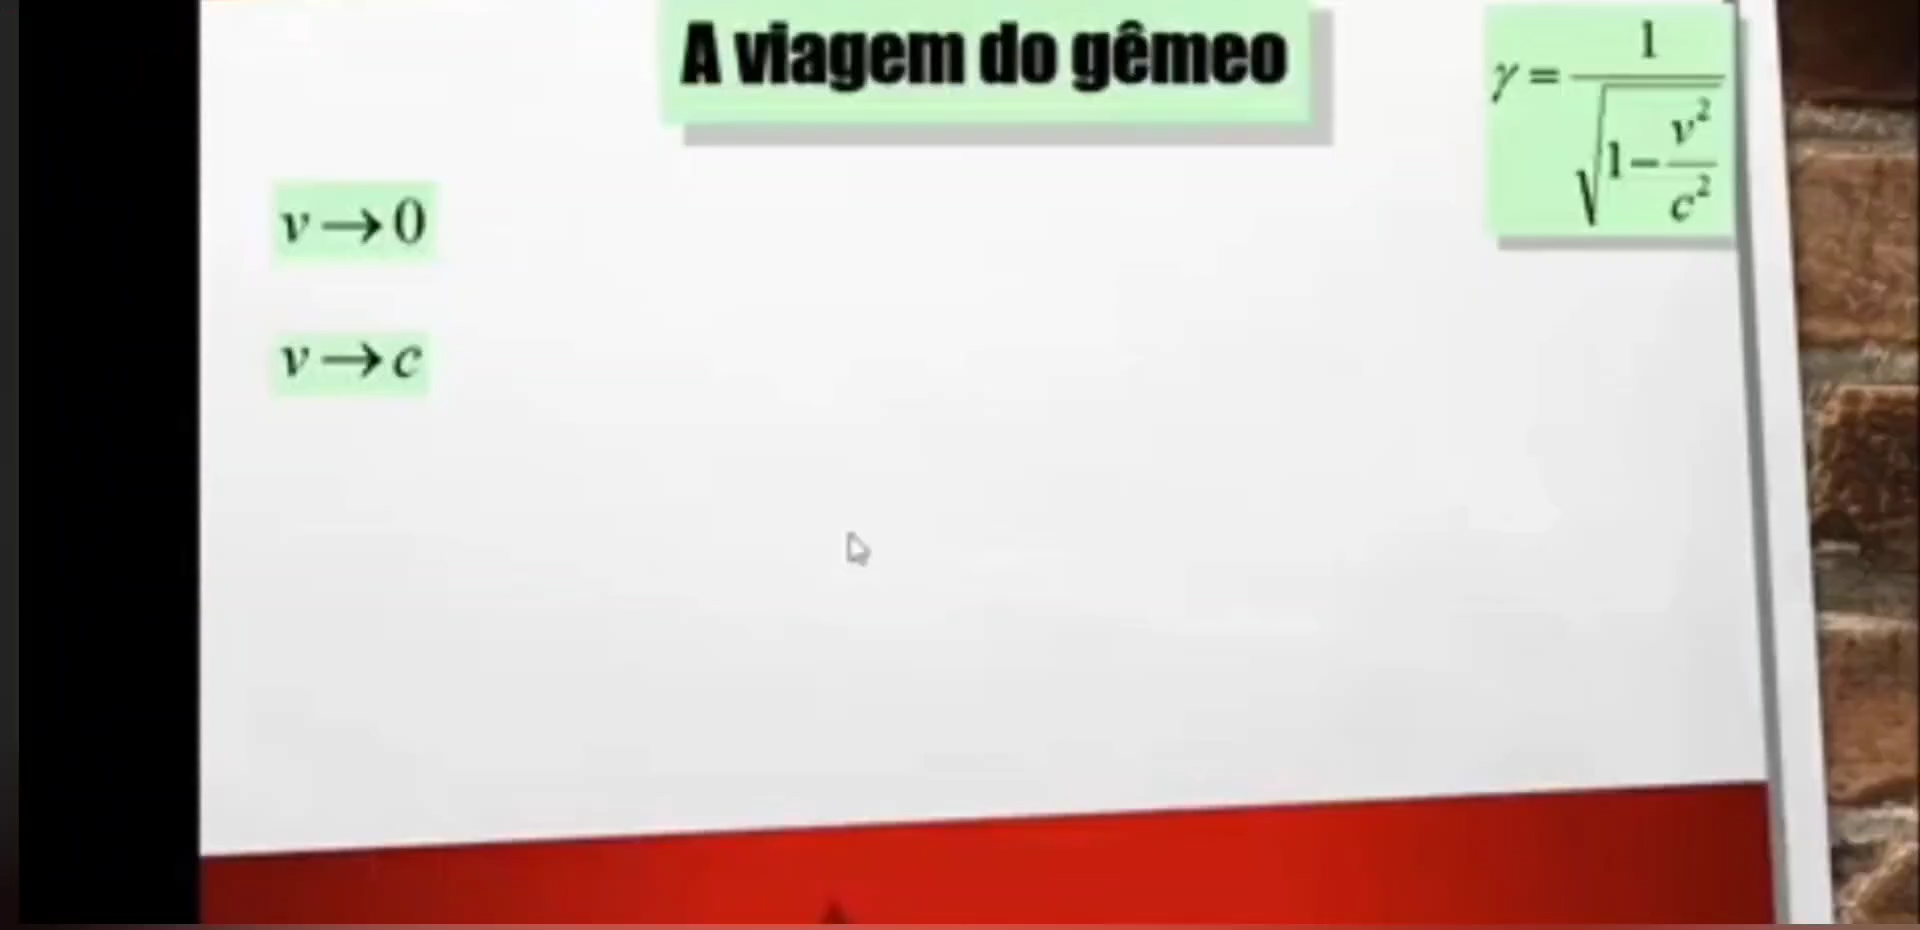 A viagem do gêmeo
γ = 1 / √(1 − v²/c²)
v → 0
v → c